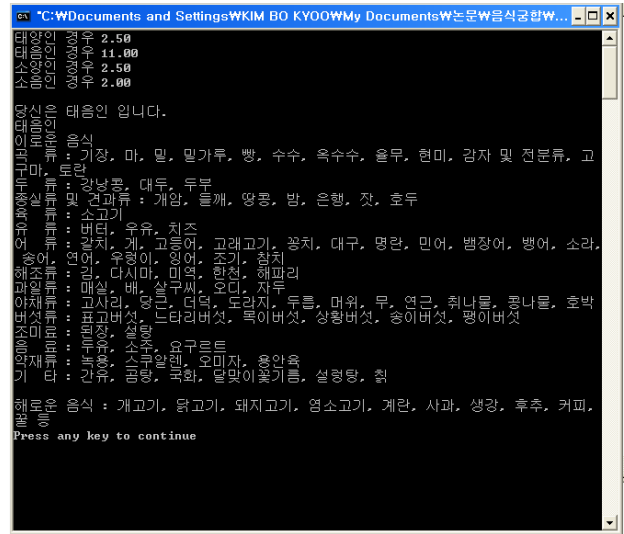 "C:₩Documents and Settings₩KIM BO KYOO₩My Documents₩논문₩음식궁합₩...
태양인 경우 2.50
태음인 경우 11.00
소양인 경우 2.50
소음인 경우 2.00
당신은 태음인 입니다.
태음인
이로운 음식
곡 류 : 기장, 마, 밀, 밀가루, 빵, 수수, 옥수수, 율무, 현미, 감자 및 전분류, 고
구마, 토란
두 류 : 강낭콩, 대두, 두부
종실류 및 견과류 : 개암, 들깨, 땅콩, 밤, 은행, 잣, 호두
육 류 : 소고기
유 류 : 버터, 우유, 치즈
어 류 : 갈치, 게, 고등어, 고래고기, 꽁치, 대구, 명란, 민어, 뱀장어, 뱅어, 소라,
송어, 연어, 우렁이, 잉어, 조기, 참치
해조류 : 김, 다시마, 미역, 한천, 해파리
과일류 : 매실, 배, 살구씨, 오디, 자두
야채류 : 고사리, 당근, 더덕, 도라지, 두릅, 머위, 무, 연근, 취나물, 콩나물, 호박
버섯류 : 표고버섯, 느타리버섯, 목이버섯, 상황버섯, 송이버섯, 팽이버섯
조미료 : 된장, 설탕
음 료 : 두유, 소주, 요구르트
약재류 : 녹용, 스쿠알렌, 오미자, 용안육
기 타 : 간유, 곰탕, 국화, 달맞이꽃기름, 설렁탕, 칡
해로운 음식 : 개고기, 닭고기, 돼지고기, 염소고기, 계란, 사과, 생강, 후추, 커피,
꿀 등
Press any key to continue